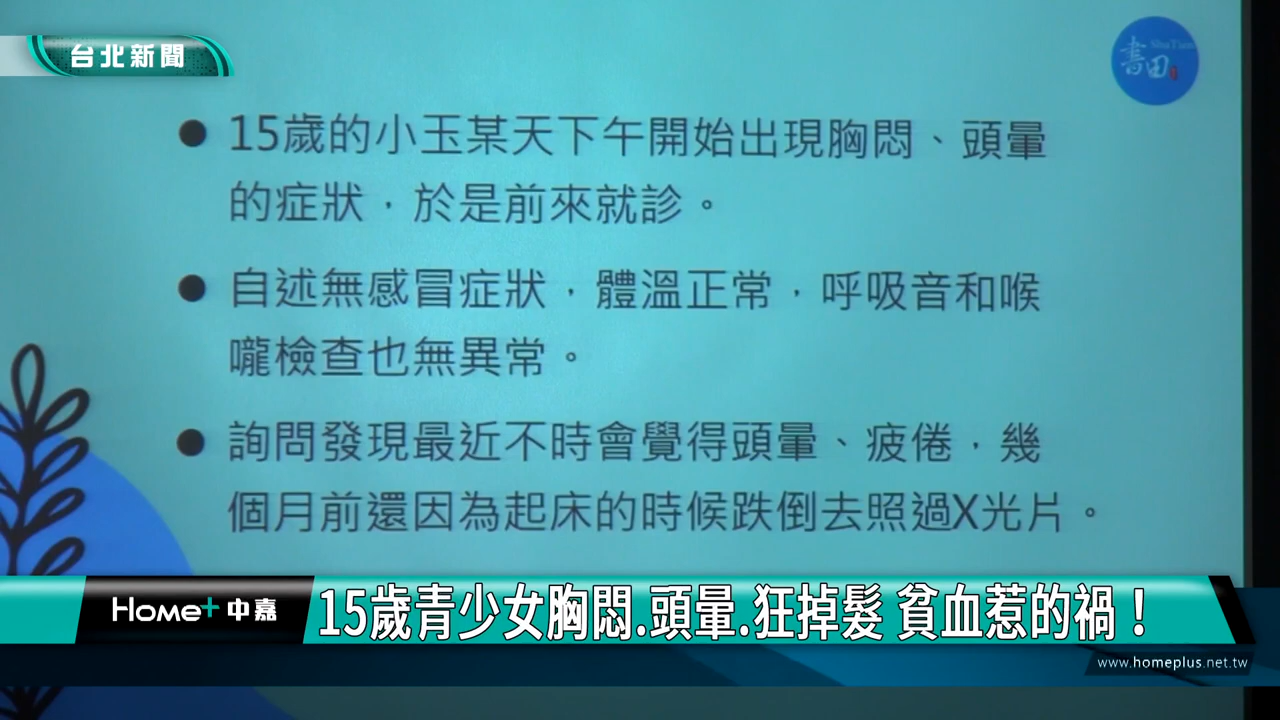 台北新聞
書田
ShuTian
15歲的小玉某天下午開始出現胸悶、頭暈
的症狀，於是前來就診。
自述無感冒症狀，體溫正常，呼吸音和喉
嚨檢查也無異常。
詢問發現最近不時會覺得頭暈、疲倦，幾
個月前還因為起床的時候跌倒去照過X光片。
Home+中嘉
15歲青少女胸悶.頭暈.狂掉髮 貧血惹的禍！
www.homeplus.net.tw